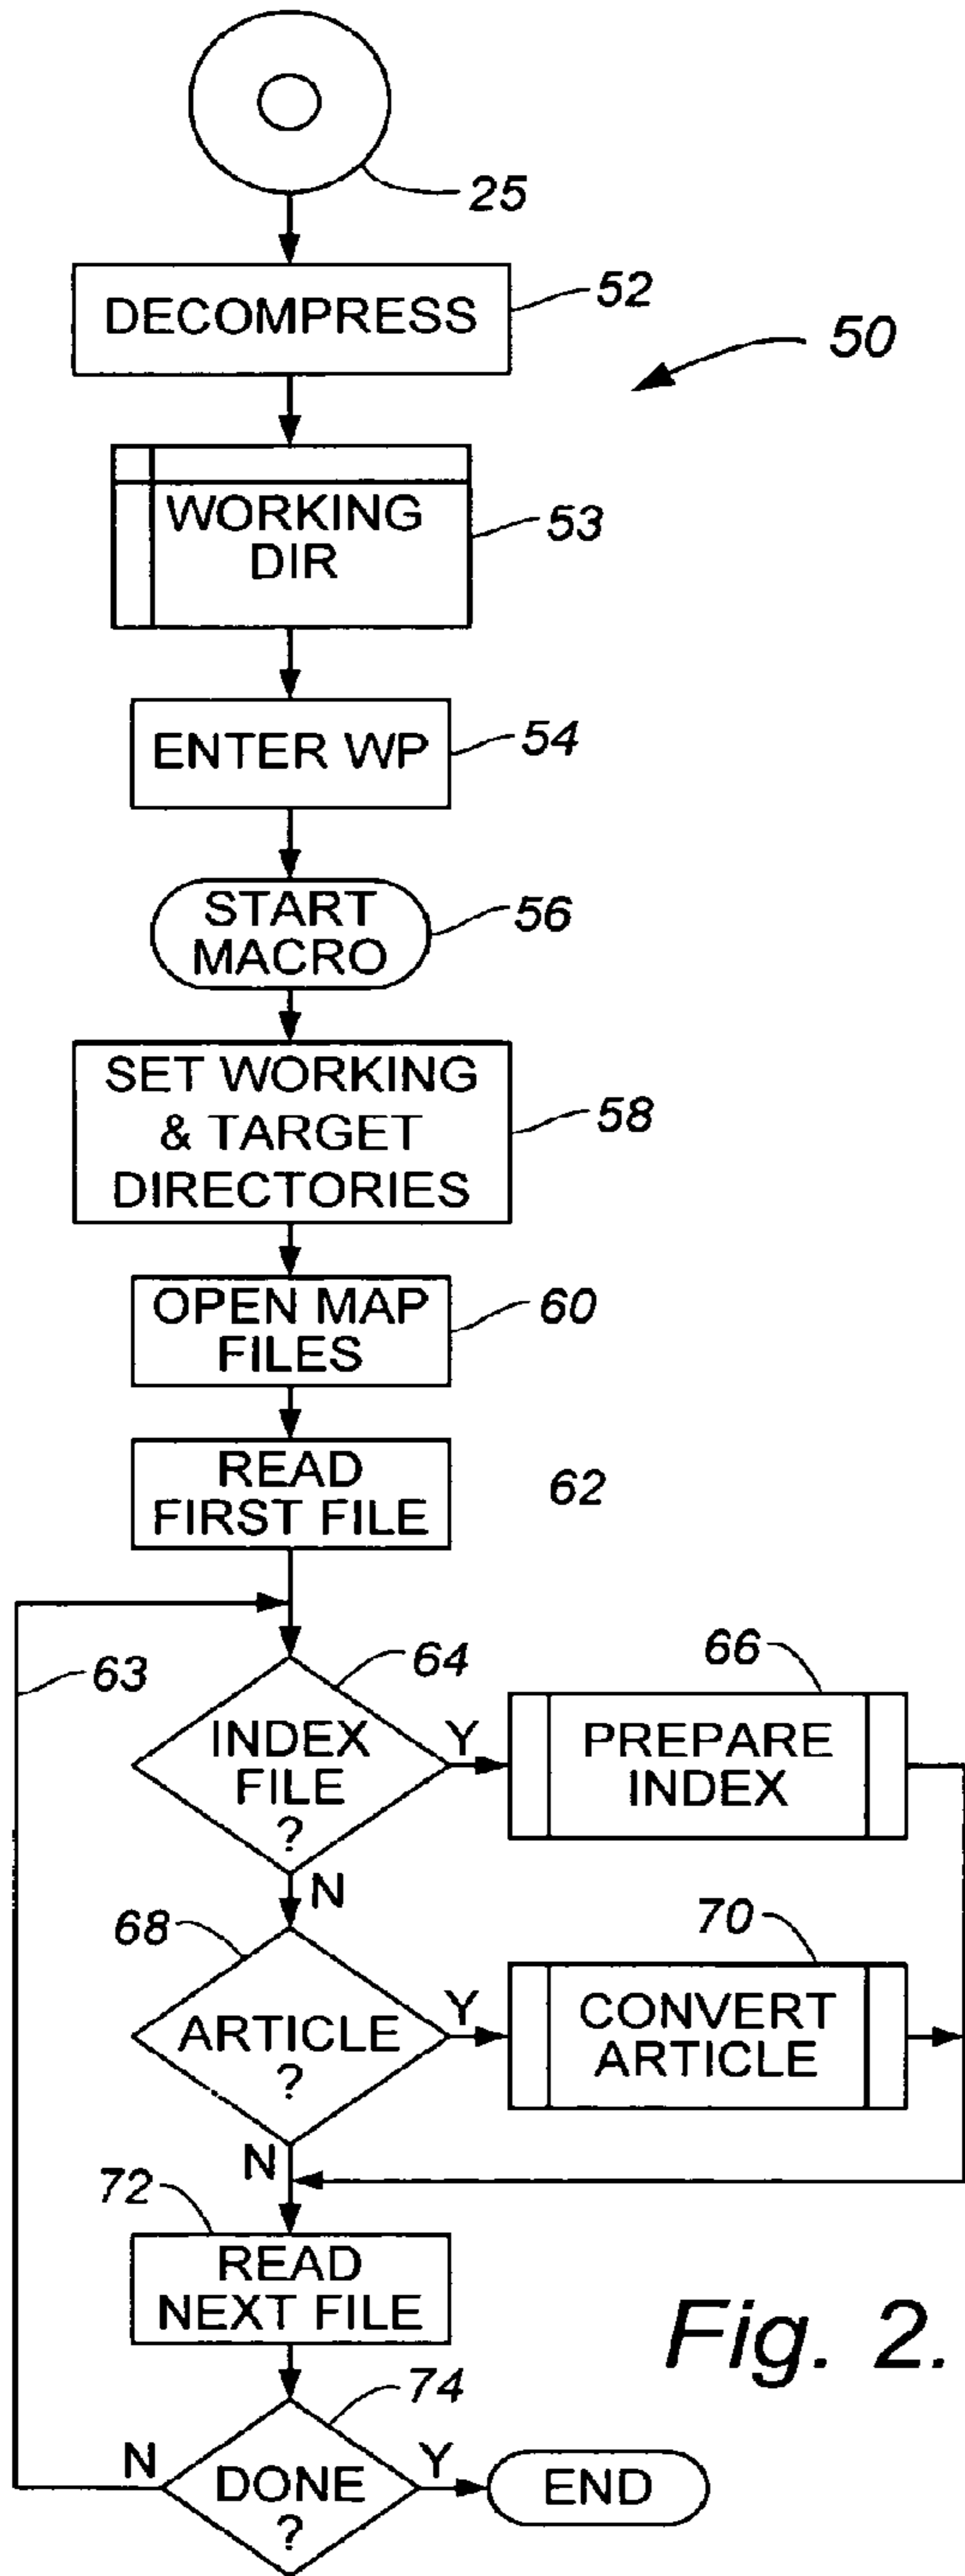 25
DECOMPRESS
52
50
WORKING
DIR
53
ENTER WP
54
START
MACRO
56
SET WORKING
& TARGET
DIRECTORIES
58
OPEN MAP
FILES
60
READ
FIRST FILE
62
63
64
66
INDEX
FILE
?
Y
PREPARE
INDEX
N
68
70
ARTICLE
?
Y
CONVERT
ARTICLE
N
72
READ
NEXT FILE
Fig. 2.
74
N
DONE
?
Y
END